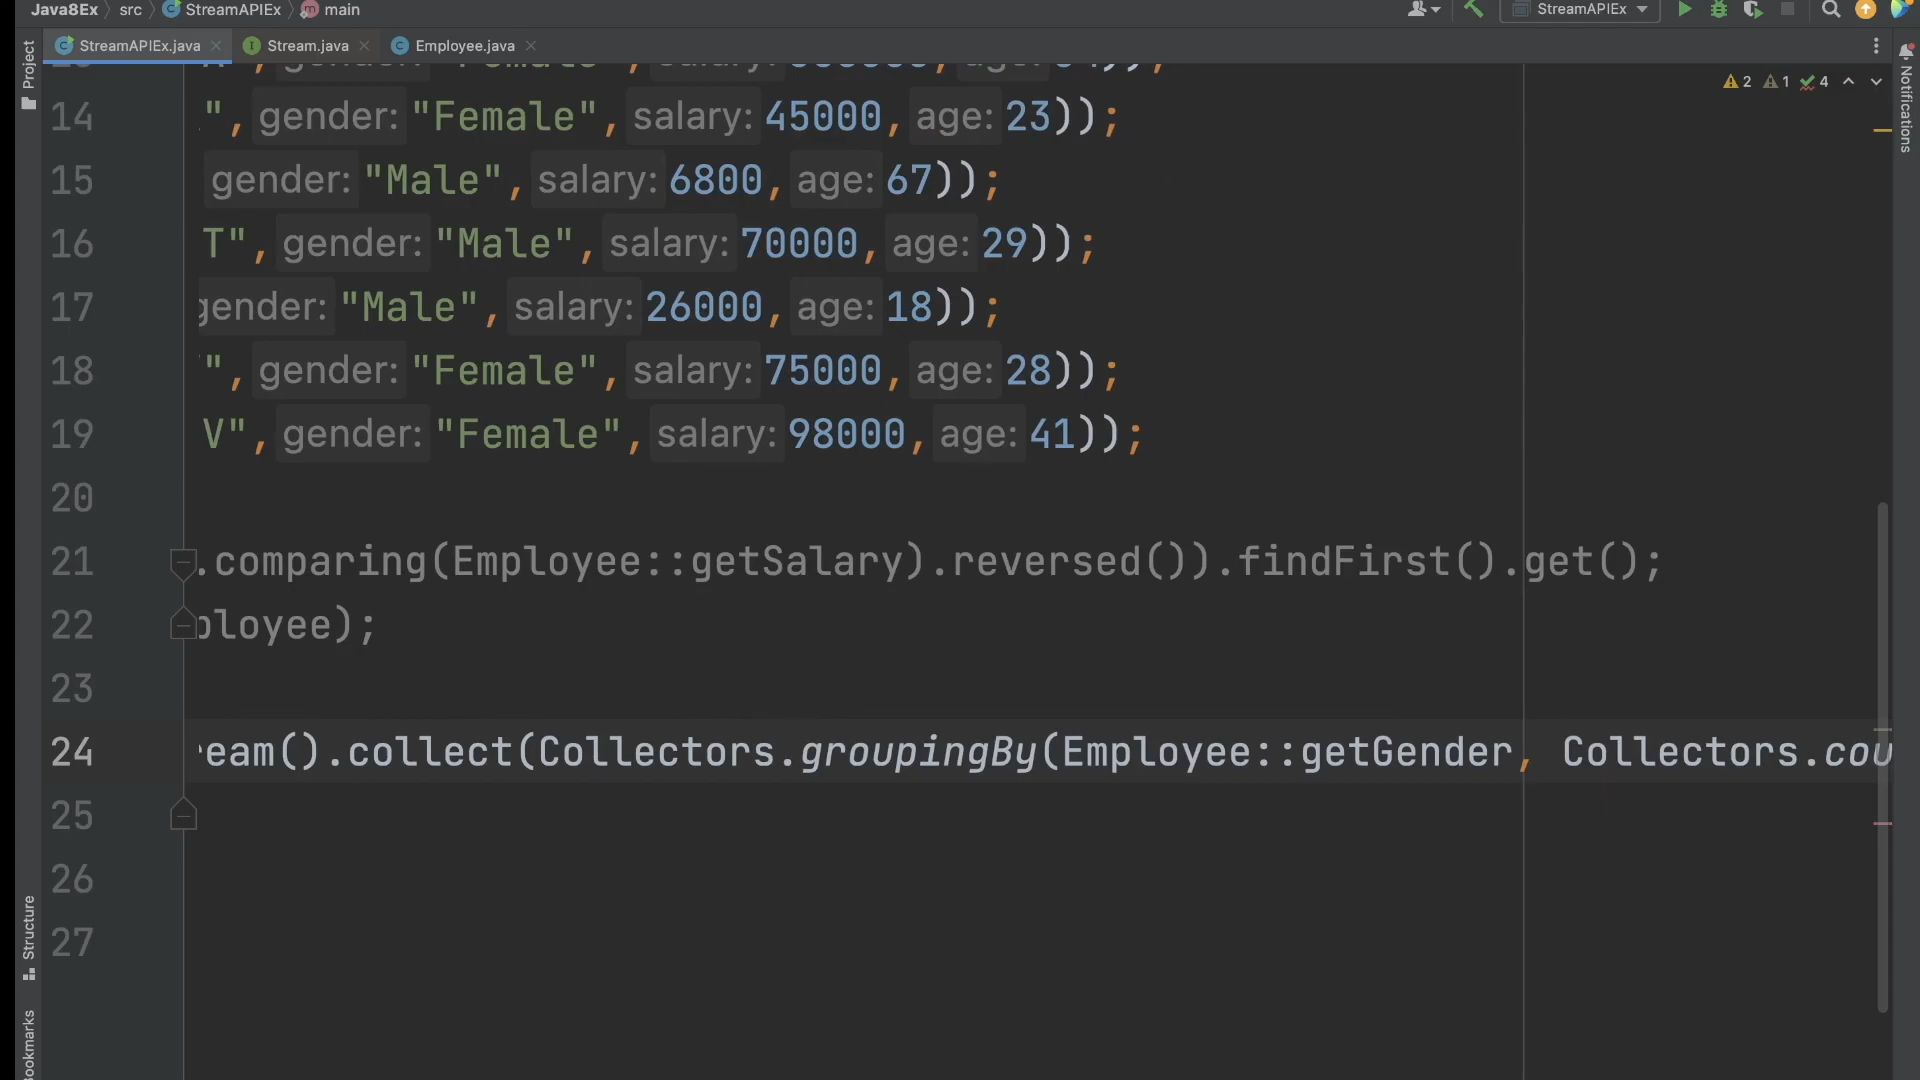 Java8Ex src StreamAPIEx main
StreamAPIEx
StreamAPIEx.java Stream.java Employee.java
Project
Notifications
2 1 4
14 ", gender: "Female", salary: 45000, age: 23));
15 gender: "Male", salary: 6800, age: 67));
16 T", gender: "Male", salary: 70000, age: 29));
17 gender: "Male", salary: 26000, age: 18));
18 ", gender: "Female", salary: 75000, age: 28));
19 V", gender: "Female", salary: 98000, age: 41));
20
21 .comparing(Employee::getSalary).reversed()).findFirst().get();
22 ployee);
23
24 ream().collect(Collectors.groupingBy(Employee::getGender, Collectors.cou
25
26
27
Structure
Bookmarks